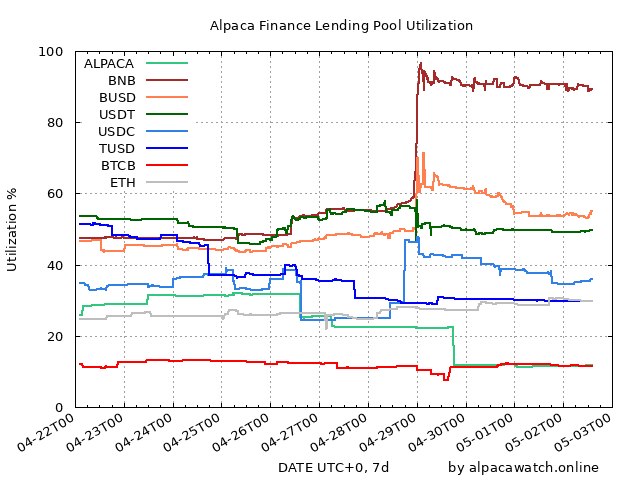 Alpaca Finance Lending Pool Utilization
Utilization %
100
80
60
40
20
0
ALPACA
BNB
BUSD
USDT
USDC
TUSD
BTCB
ETH
04-22T00
04-23T00
04-24T00
04-25T00
04-26T00
04-27T00
04-28T00
04-29T00
04-30T00
05-01T00
05-02T00
05-03T00
DATE UTC+0, 7d
by alpacawatch.online